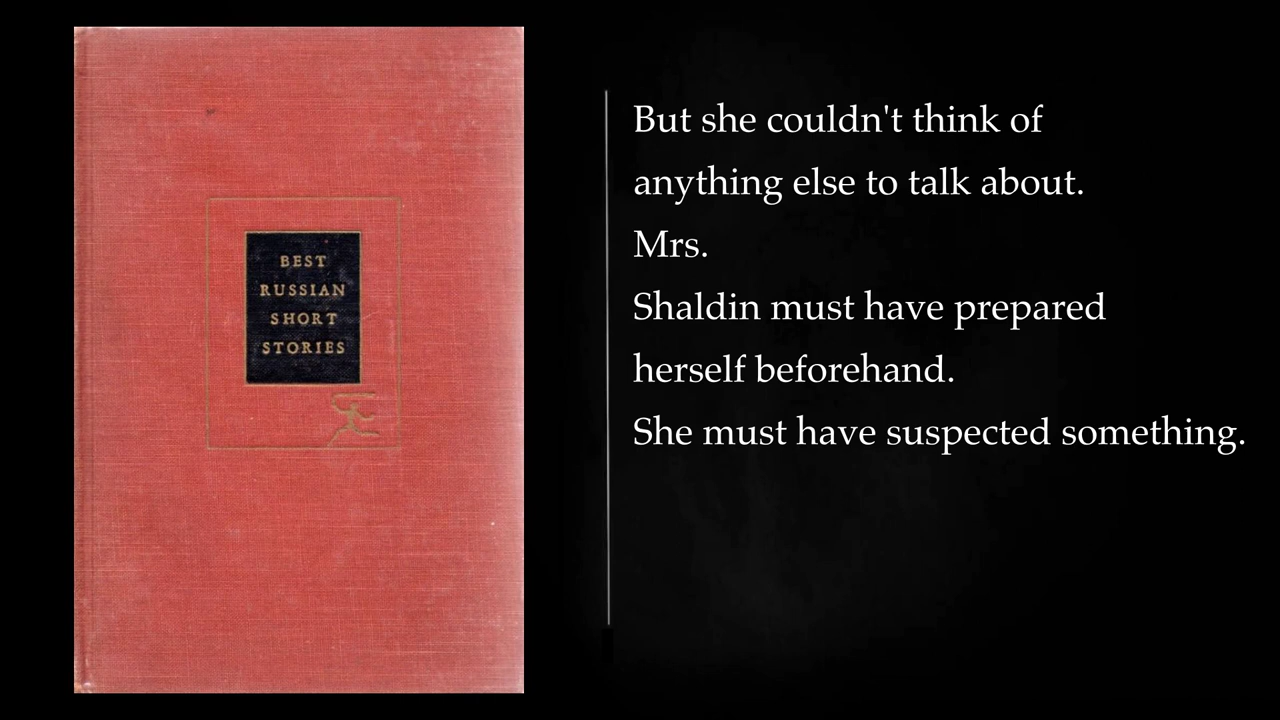 BEST
RUSSIAN
SHORT
STORIES
But she couldn't think of
anything else to talk about.
Mrs.
Shaldin must have prepared
herself beforehand.
She must have suspected something.